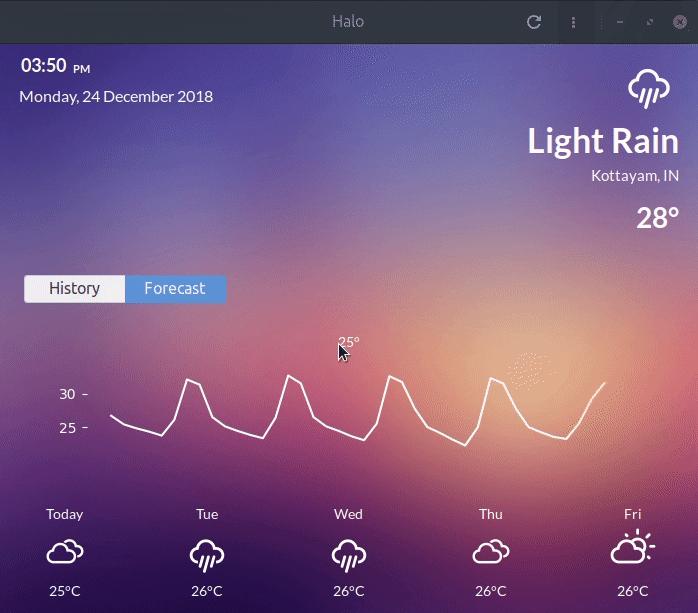 Halo
03:50 PM
Monday, 24 December 2018
Light Rain
Kottayam, IN
28°
History Forecast
25°
30
25
Today Tue Wed Thu Fri
25°C 26°C 26°C 26°C 26°C